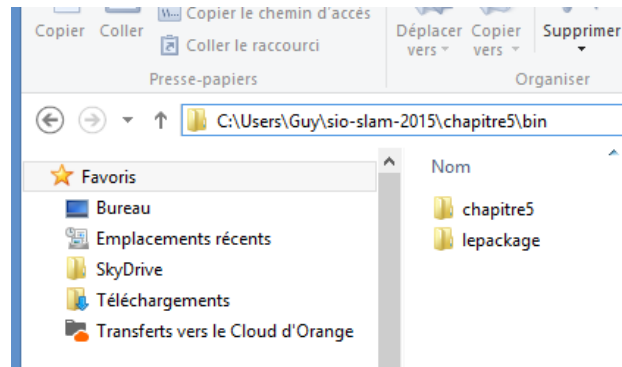 Copier Coller
W... Copier le chemin d'accès
Coller le raccourci
Déplacer vers
Copier vers
Supprimer
Presse-papiers
Organiser
C:\Users\Guy\sio-slam-2015\chapitre5\bin
Favoris
Bureau
Emplacements récents
SkyDrive
Téléchargements
Transferts vers le Cloud d'Orange
Nom
chapitre5
lepackage